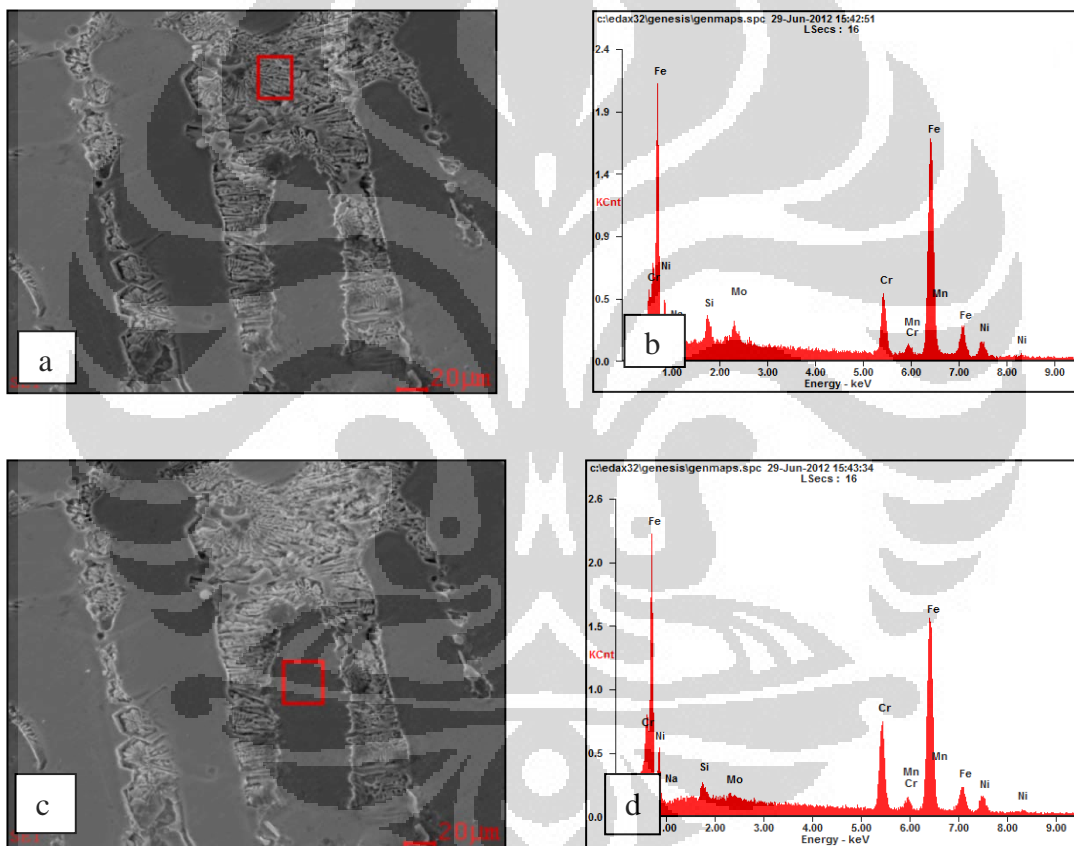 a
20µm
c:\edax32\genesis\genmaps.spc 29-Jun-2012 15:42:51
LSecs : 16
2.4
1.9
1.4
KCnt
0.9
0.5
0.0
Fe
Cr
Ni
Na
Si
Mo
Cr
Mn
Cr
Fe
Mn
Fe
Ni
Ni
b
1.00 2.00 3.00 4.00 5.00 6.00 7.00 8.00 9.00
Energy - keV
c
20µm
c:\edax32\genesis\genmaps.spc 29-Jun-2012 15:43:34
LSecs : 16
2.6
2.0
1.5
KCnt
1.0
0.5
0.0
Fe
Cr
Ni
Na
Si
Mo
Cr
Mn
Cr
Fe
Mn
Fe
Ni
Ni
d
1.00 2.00 3.00 4.00 5.00 6.00 7.00 8.00 9.00
Energy - keV